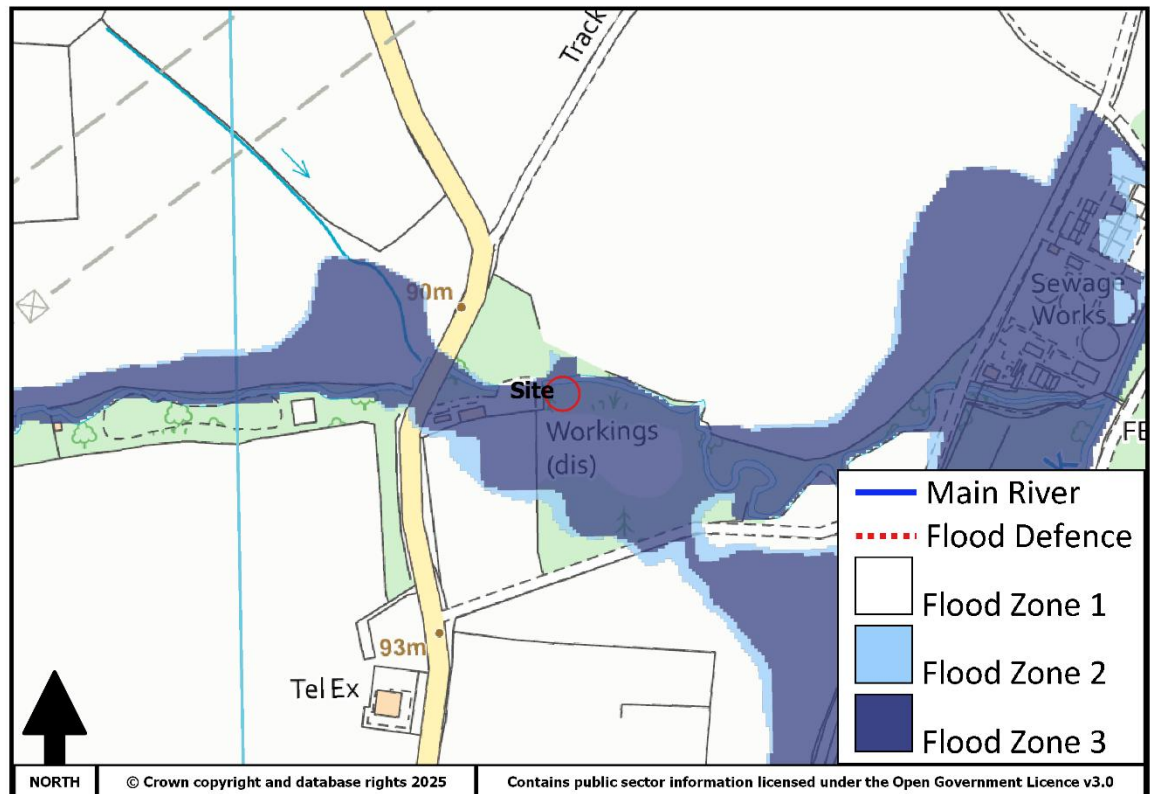 Track
90m
Sewage
Works
Site
Workings
(dis)
FE
93m
Tel Ex
Main River
Flood Defence
Flood Zone 1
Flood Zone 2
Flood Zone 3
NORTH
© Crown copyright and database rights 2025
Contains public sector information licensed under the Open Government Licence v3.0